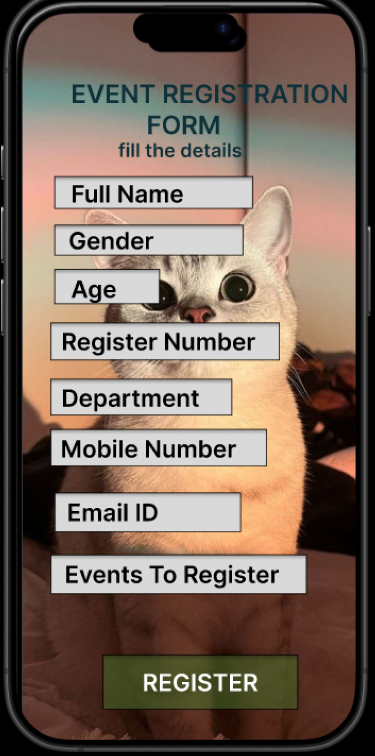 EVENT REGISTRATION
FORM
fill the details
Full Name
Gender
Age
Register Number
Department
Mobile Number
Email ID
Events To Register
REGISTER